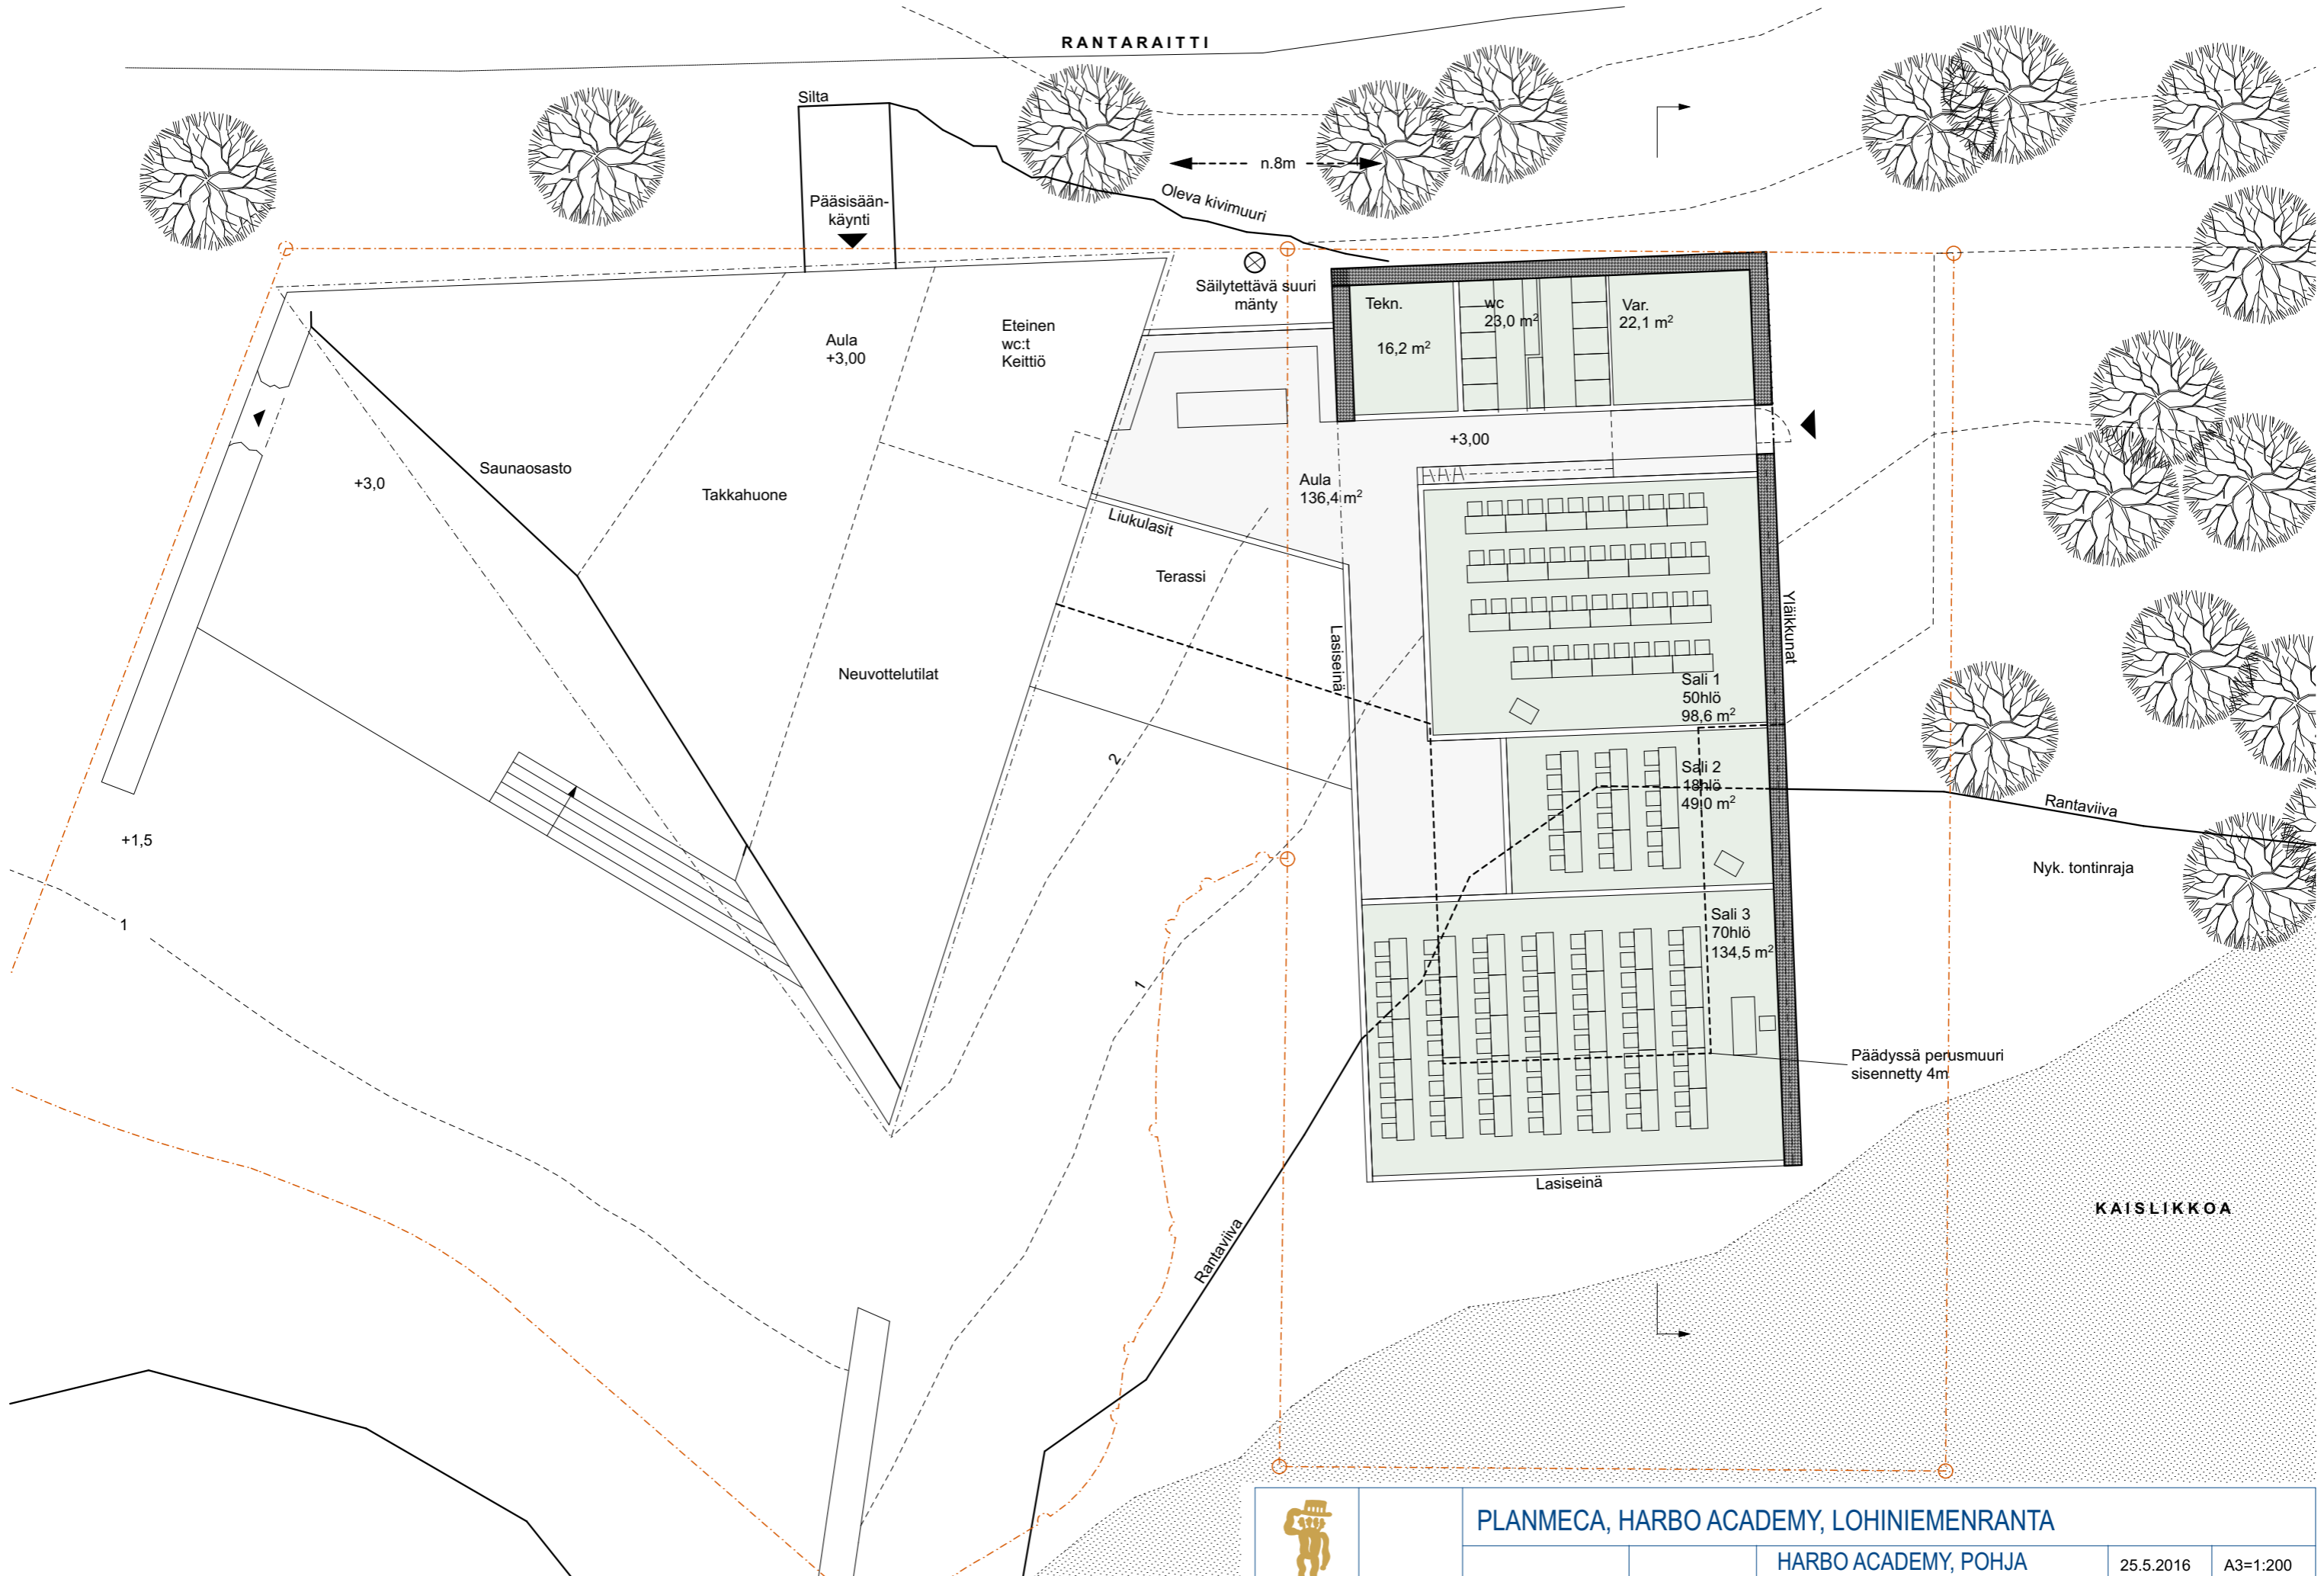 RANTARAITTI
Silta
n.8m
Pääsisään-
käynti
Oleva kivimuuri
Säilytettävä suuri
mänty
Tekn.
16,2 m²
wc
23,0 m²
Var.
22,1 m²
Aula
+3,00
Eteinen
wc:t
Keittiö
+3,00
Saunaosasto
+3,0
Takkahuone
Aula
136,4 m²
Liukulasit
Terassi
Lasiseinä
Yläikkunat
Neuvottelutilat
Sali 1
50hlö
98,6 m²
2
Sali 2
18hlö
49,0 m²
Rantaviiva
+1,5
Nyk. tontinraja
1
Sali 3
70hlö
134,5 m²
1
Päädyssä perusmuuri
sisennetty 4m
Lasiseinä
KAISLIKKOA
Rantaviiva
PLANMECA, HARBO ACADEMY, LOHINIEMENRANTA
HARBO ACADEMY, POHJA
25.5.2016
A3=1:200